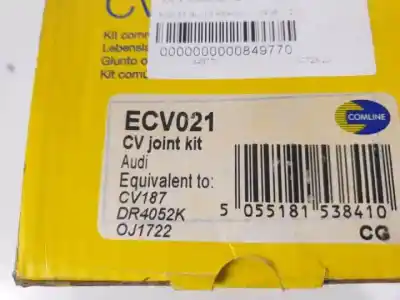 CV
Kit
Giunto o
Kit com
0000000000849770
ECV021
CV joint kit
Audi
Equivalent to:
CV187
DR4052K
OJ1722
COMLINE
5 055181 538410
CG